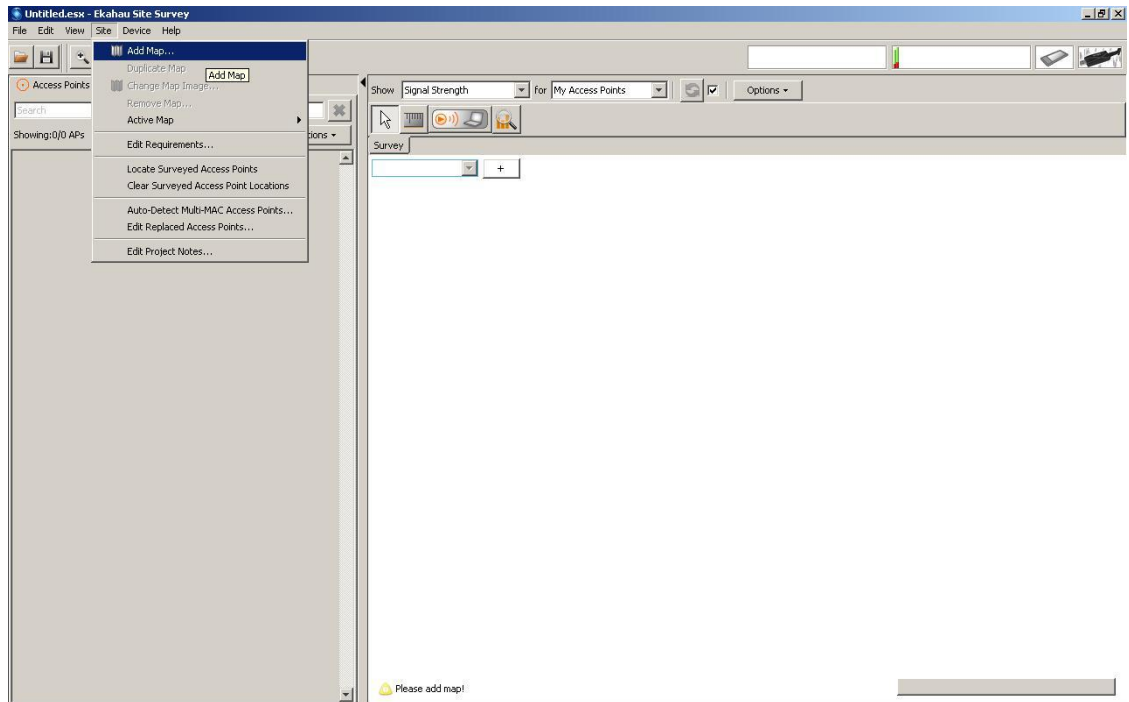 Untitled.esx - Ekahau Site Survey
File Edit View Site Device Help
Add Map...
Duplicate Map
Add Map
Change Map Image...
Remove Map...
Active Map
Edit Requirements...
Locate Surveyed Access Points
Clear Surveyed Access Point Locations
Auto-Detect Multi-MAC Access Points...
Edit Replaced Access Points...
Edit Project Notes...
Access Points
Search
Showing:0/0 APs
Show Signal Strength for My Access Points Options
Survey
+
Please add map!